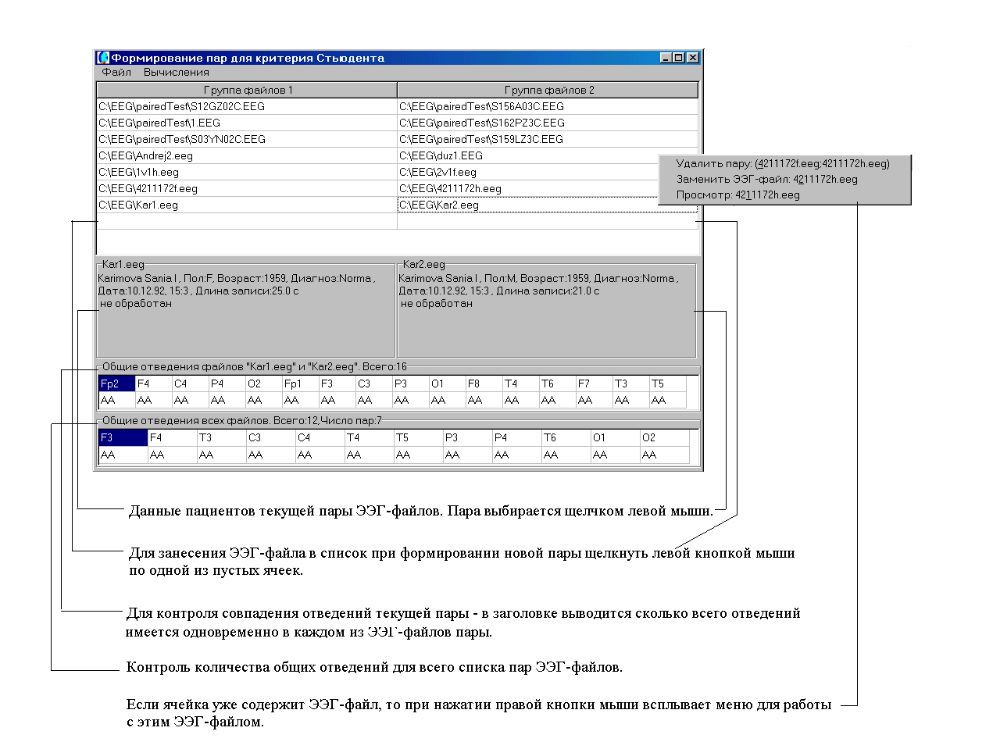 Формирование пар для критерия Стьюдента
Файл Вычисления
Группа файлов 1 Группа файлов 2
C:\EEG\pairedTest\S12GZ02C.EEG C:\EEG\pairedTest\S156A03C.EEG
C:\EEG\pairedTest\1.EEG C:\EEG\pairedTest\S162PZ3C.EEG
C:\EEG\pairedTest\S03YN02C.EEG C:\EEG\pairedTest\S159LZ3C.EEG
C:\EEG\Andrej2.eeg C:\EEG\duz1.EEG
C:\EEG\1v1h.eeg C:\EEG\2v1f.eeg
C:\EEG\4211172f.eeg C:\EEG\4211172h.eeg
C:\EEG\Kar1.eeg C:\EEG\Kar2.eeg
Удалить пару: (4211172f.eeg;4211172h.eeg)
Заменить ЭЭГ-файл: 4211172h.eeg
Просмотр: 4211172h.eeg
Kar1.eeg
Karimova Sania I , Пол:F, Возраст:1959, Диагноз:Norma ,
Дата:10.12.92, 15:3 , Длина записи:25.0 с
не обработан
Kar2.eeg
Karimova Sania I , Пол:M, Возраст:1959, Диагноз:Norma ,
Дата:10.12.92, 15:3 , Длина записи:21.0 с
не обработан
Общие отведения файлов "Kar1.eeg" и "Kar2.eeg". Всего:16
Fp2 F4 C4 P4 O2 Fp1 F3 C3 P3 O1 F8 T4 T6 F7 T3 T5
AA AA AA AA AA AA AA AA AA AA AA AA AA AA AA AA
Общие отведения всех файлов. Всего:12,Число пар:7
F3 F4 T3 C3 C4 T4 T5 P3 P4 T6 O1 O2
AA AA AA AA AA AA AA AA AA AA AA AA
Данные пациентов текущей пары ЭЭГ-файлов. Пара выбирается щелчком левой мыши.
Для занесения ЭЭГ-файла в список при формировании новой пары щелкнуть левой кнопкой мыши
по одной из пустых ячеек.
Для контроля совпадения отведений текущей пары - в заголовке выводится сколько всего отведений
имеется одновременно в каждом из ЭЭГ-файлов пары.
Контроль количества общих отведений для всего списка пар ЭЭГ-файлов.
Если ячейка уже содержит ЭЭГ-файл, то при нажатии правой кнопки мыши всплывает меню для работы
с этим ЭЭГ-файлом.